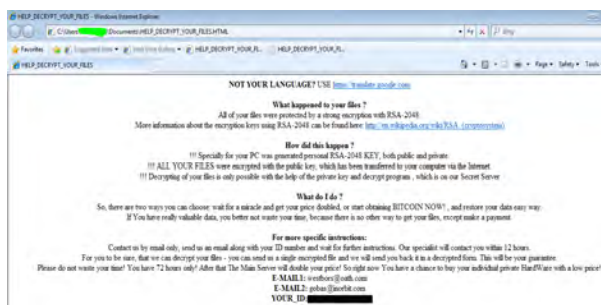 HELP_DECRYPT_YOUR_FILES - Windows Internet Explorer
C:\Users\ \Documents\HELP_DECRYPT_YOUR_FILES.HTML
Bing
Favorites HELP_DECRYPT_YOUR_FI... HELP_DECRYPT_YOUR_FI...
HELP_DECRYPT_YOUR_FILES Page Safety Tools
NOT YOUR LANGUAGE? USE https://translate.google.com
What happened to your files ?
All of your files were protected by a strong encryption with RSA-2048.
More information about the encryption keys using RSA-2048 can be found here: http://en.wikipedia.org/wiki/RSA_(cryptosystem)
How did this happen ?
!!! Specially for your PC was generated personal RSA-2048 KEY, both public and private.
!!! ALL YOUR FILES were encrypted with the public key, which has been transferred to your computer via the Internet.
!!! Decrypting of your files is only possible with the help of the private key and decrypt program , which is on our Secret Server
What do I do ?
So, there are two ways you can choose: wait for a miracle and get your price doubled, or start obtaining BITCOIN NOW! , and restore your data easy way.
If You have really valuable data, you better not waste your time, because there is no other way to get your files, except make a payment.
For more specific instructions:
Contact us by email only, send us an email along with your ID number and wait for further instructions. Our specialist will contact you within 12 hours.
For you to be sure, that we can decrypt your files - you can send us a single encrypted file and we will send you back it in a decrypted form. This will be your guarantee.
Please do not waste your time! You have 72 hours only! After that The Main Server will double your price! So right now You have a chance to buy your individual private HardWare with a low price!
E-MAIL1:
E-MAIL2:
YOUR_ID: